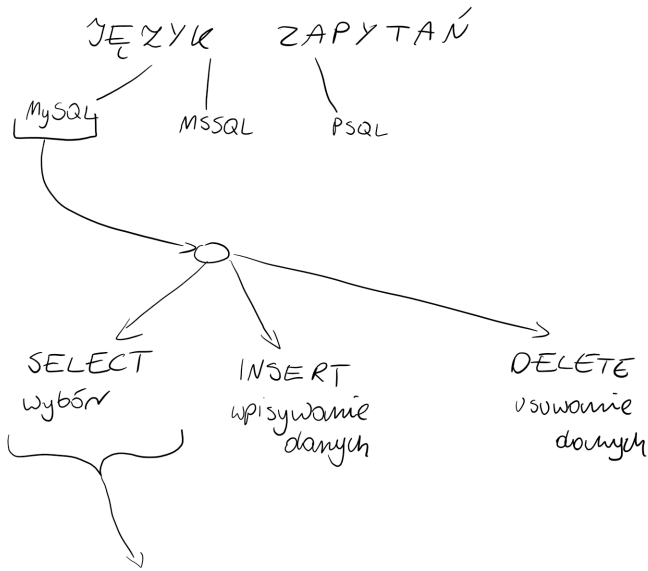 JĘZYK ZAPYTAŃ
MySQL MSSQL PSQL
SELECT INSERT DELETE
wybór wpisywanie usuwanie
danych danych